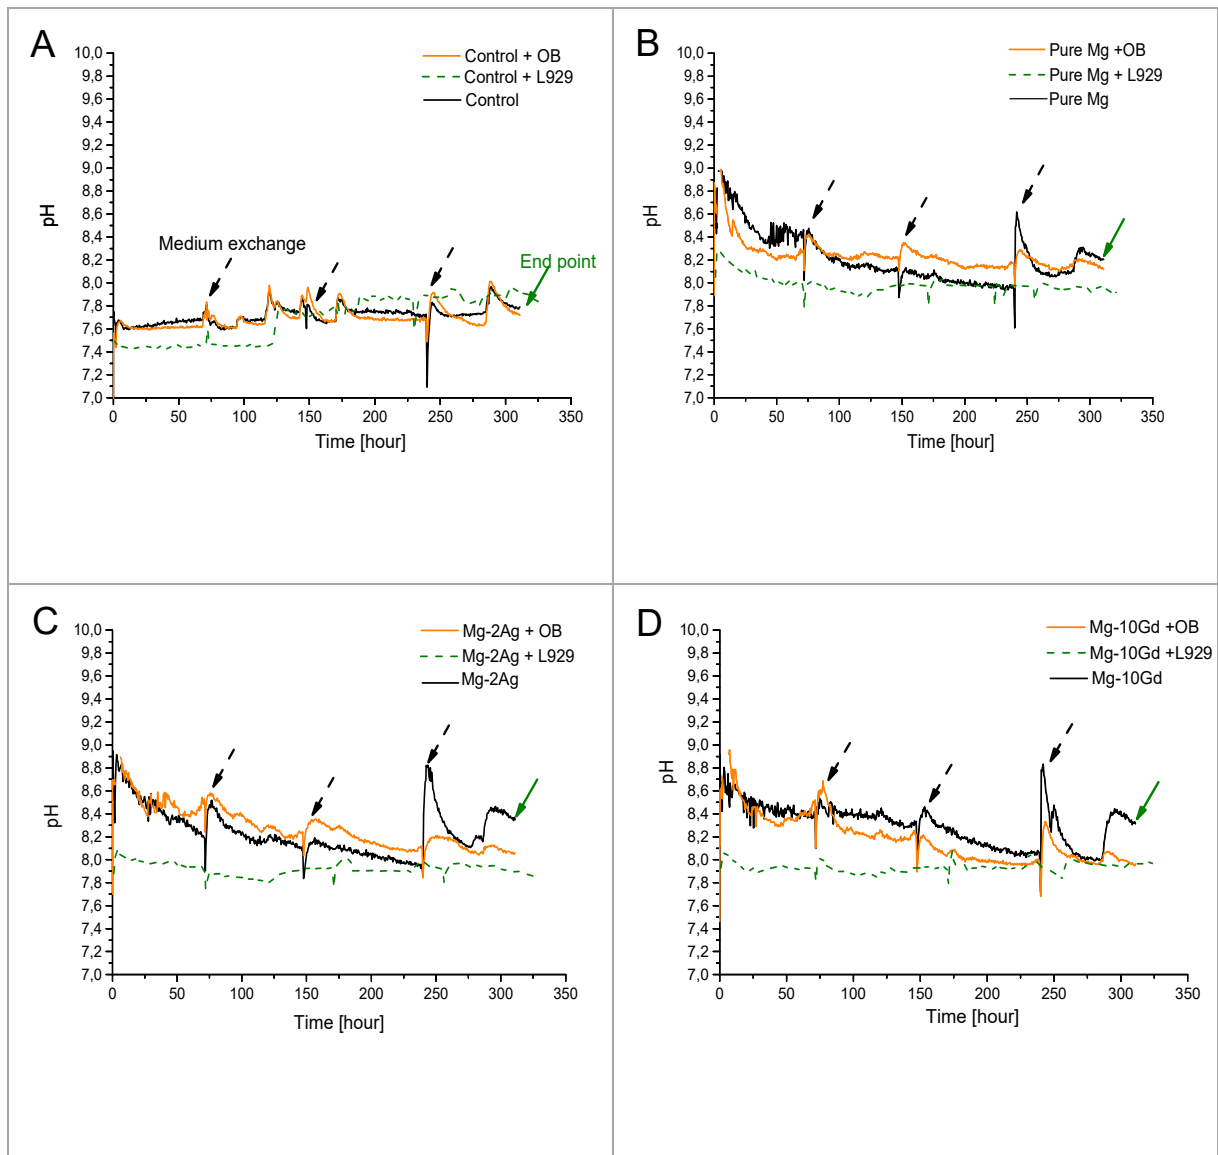 A
Control + OB
Control + L929
Control
10,0
9,8
9,6
9,4
9,2
9,0
8,8
8,6
8,4
8,2
8,0
7,8
7,6
7,4
7,2
7,0
pH
Medium exchange
End point
0 50 100 150 200 250 300 350
Time [hour]
B
Pure Mg +OB
Pure Mg + L929
Pure Mg
10,0
9,8
9,6
9,4
9,2
9,0
8,8
8,6
8,4
8,2
8,0
7,8
7,6
7,4
7,2
7,0
pH
0 50 100 150 200 250 300 350
Time [hour]
C
Mg-2Ag + OB
Mg-2Ag + L929
Mg-2Ag
10,0
9,8
9,6
9,4
9,2
9,0
8,8
8,6
8,4
8,2
8,0
7,8
7,6
7,4
7,2
7,0
pH
0 50 100 150 200 250 300 350
Time [hour]
D
Mg-10Gd +OB
Mg-10Gd +L929
Mg-10Gd
10,0
9,8
9,6
9,4
9,2
9,0
8,8
8,6
8,4
8,2
8,0
7,8
7,6
7,4
7,2
7,0
pH
0 50 100 150 200 250 300 350
Time [hour]